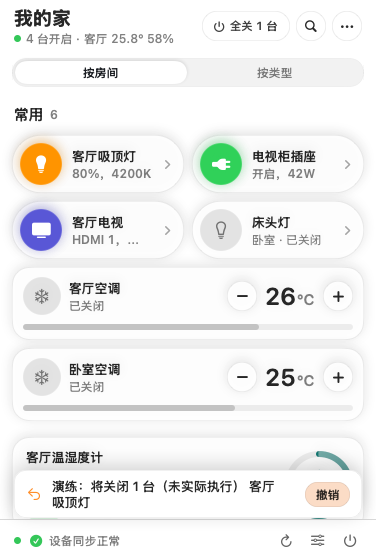 我的家
4 台开启 · 客厅 25.8° 58%
全关 1 台
按房间
按类型
常用 6
客厅吸顶灯
80%，4200K
电视柜插座
开启，42W
客厅电视
HDMI 1，…
床头灯
卧室 · 已关闭
客厅空调
已关闭
26°C
卧室空调
已关闭
25°C
客厅温湿度计
演练：将关闭 1 台（未实际执行） 客厅
吸顶灯
撤销
设备同步正常